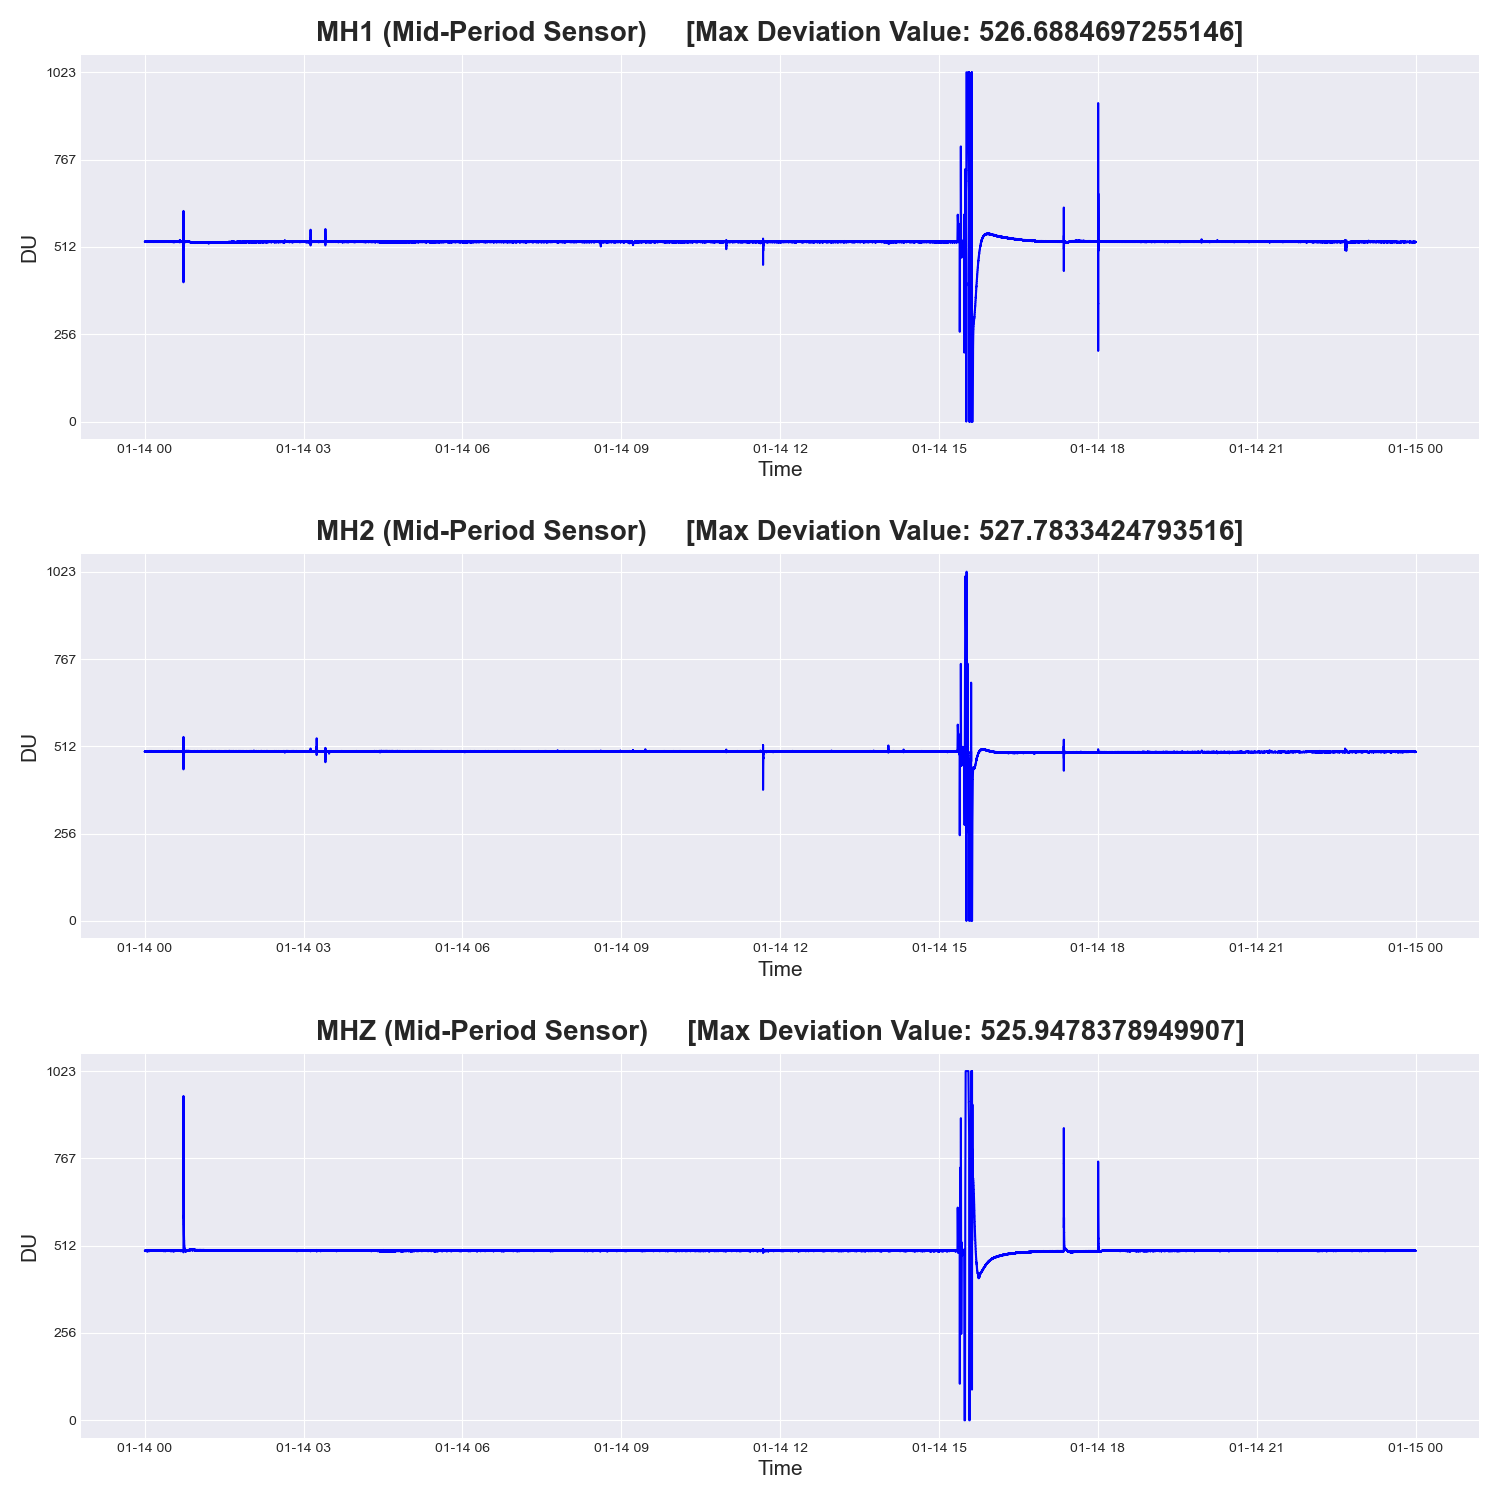 MH1 (Mid-Period Sensor) [Max Deviation Value: 526.6884697255146]
1023
767
512
256
0
DU
01-14 00 01-14 03 01-14 06 01-14 09 01-14 12 01-14 15 01-14 18 01-14 21 01-15 00
Time
MH2 (Mid-Period Sensor) [Max Deviation Value: 527.7833424793516]
1023
767
512
256
0
DU
01-14 00 01-14 03 01-14 06 01-14 09 01-14 12 01-14 15 01-14 18 01-14 21 01-15 00
Time
MHZ (Mid-Period Sensor) [Max Deviation Value: 525.9478378949907]
1023
767
512
256
0
DU
01-14 00 01-14 03 01-14 06 01-14 09 01-14 12 01-14 15 01-14 18 01-14 21 01-15 00
Time